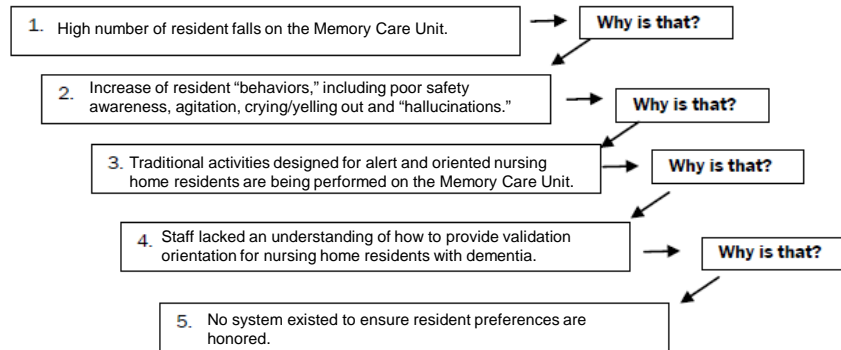 1. High number of resident falls on the Memory Care Unit.
Why is that?
2. Increase of resident “behaviors,” including poor safety
awareness, agitation, crying/yelling out and “hallucinations.”
Why is that?
3. Traditional activities designed for alert and oriented nursing
home residents are being performed on the Memory Care Unit.
Why is that?
4. Staff lacked an understanding of how to provide validation
orientation for nursing home residents with dementia.
Why is that?
5. No system existed to ensure resident preferences are
honored.